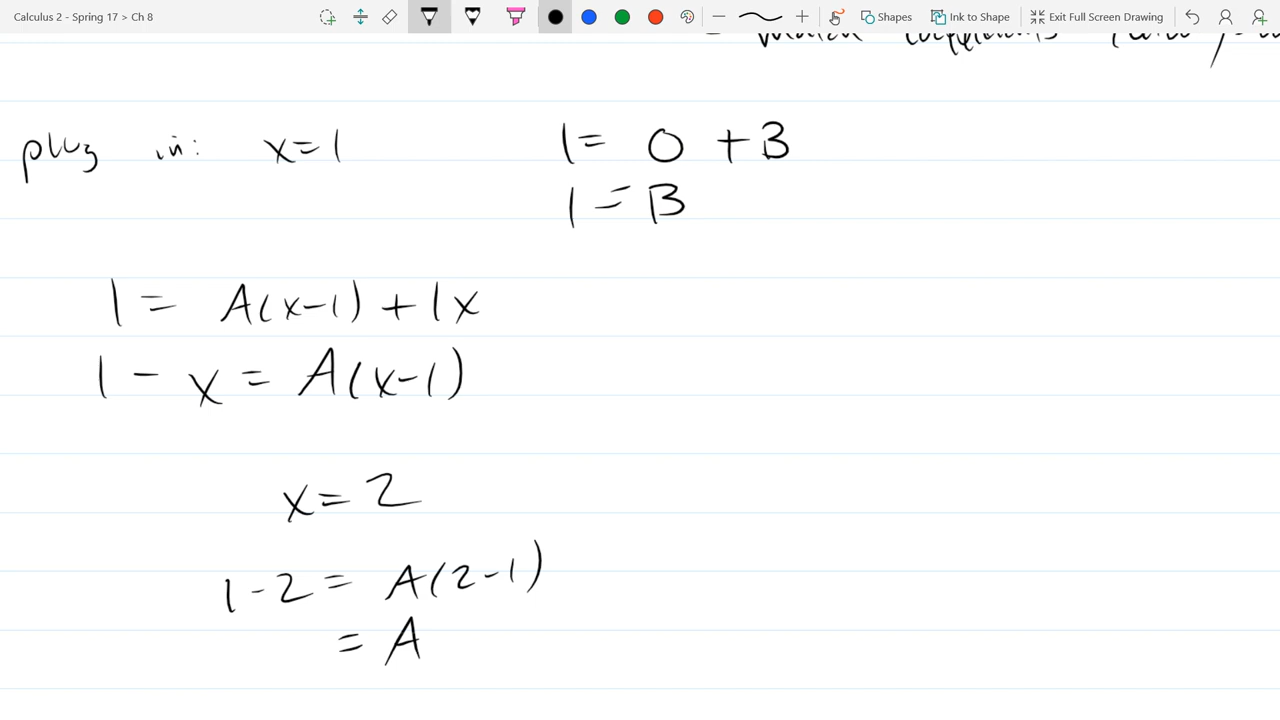 Calculus 2 - Spring 17 > Ch 8
Shapes
Ink to Shape
Exit Full Screen Drawing
coefficients
plug in: x=1
1= 0 +B
1=B
1= A(x-1)+1x
1-x=A(x-1)
x=2
1-2= A(2-1)
= A